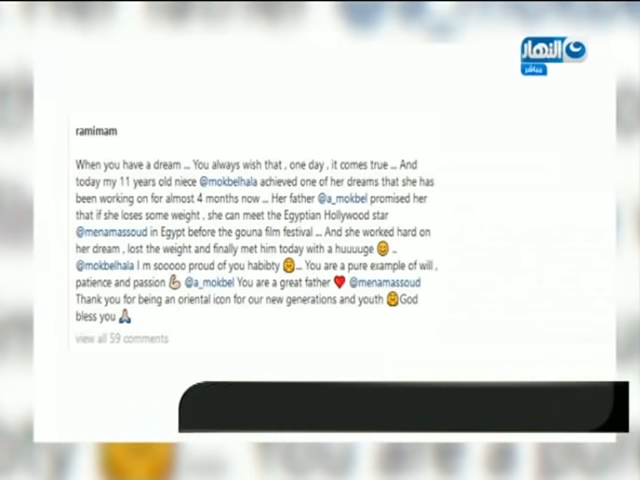 النهار
مباشر
ramimam
When you have a dream ... You always wish that , one day , it comes true ... And
today my 11 years old niece @mokbelhala achieved one of her dreams that she has
been working on for almost 4 months now ... Her father @a_mokbel promised her
that if she loses some weight , she can meet the Egyptian Hollywood star
@menamassoud in Egypt before the gouna film festival ... And she worked hard on
her dream , lost the weight and finally met him today with a huuuuge 😊 ..
@mokbelhala I m sooooo proud of you habibty 😊... You are a pure example of will ,
patience and passion 💪 @a_mokbel You are a great father ❤️ @menamassoud
Thank you for being an oriental icon for our new generations and youth 😊God
bless you 🙏
view all 59 comments